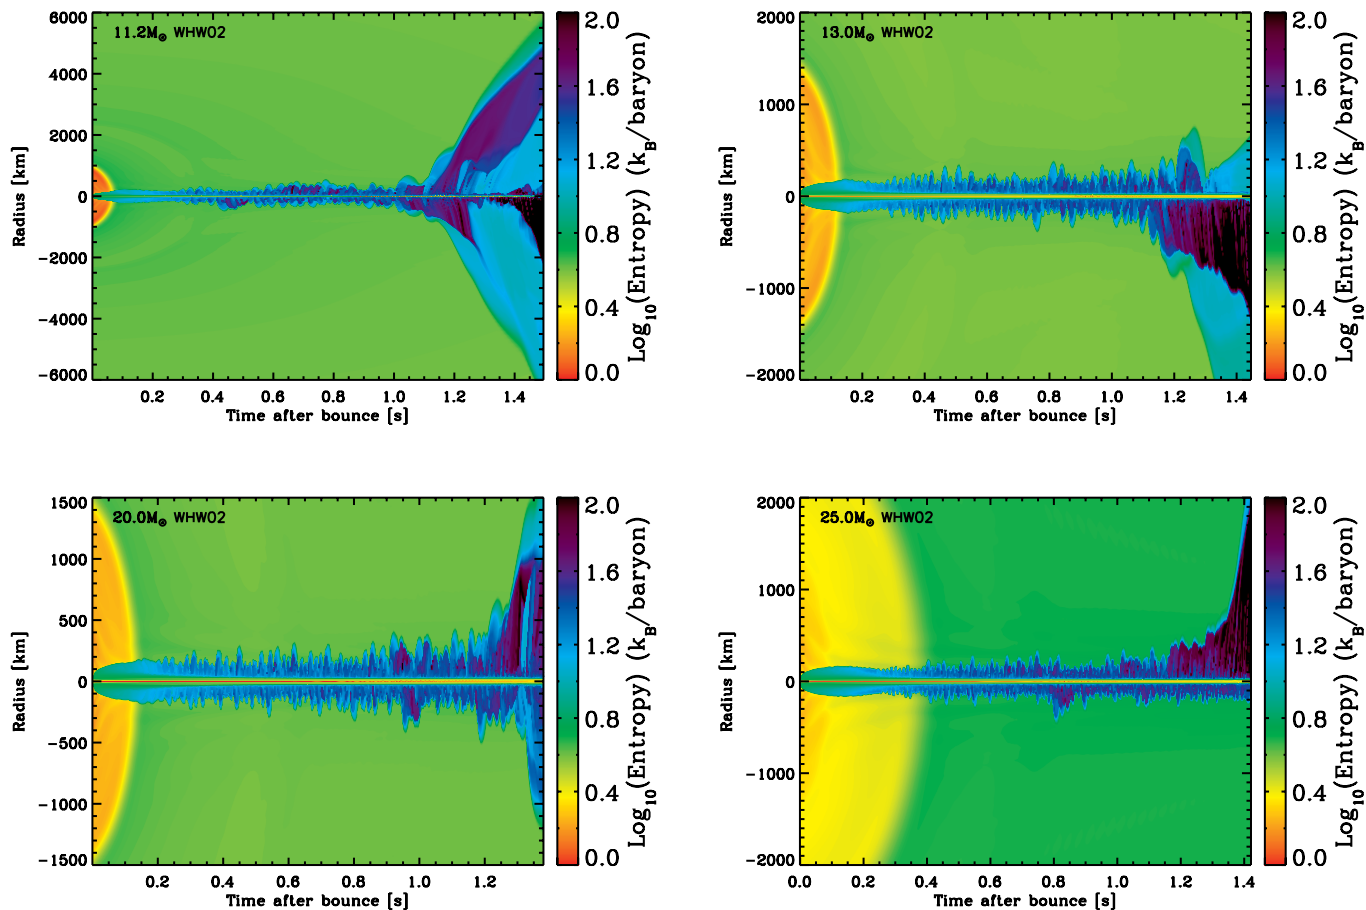 11.2M⊙ WHW02
6000
4000
2000
0
−2000
−4000
−6000
Radius [km]
0.2 0.4 0.6 0.8 1.0 1.2 1.4
Time after bounce [s]
2.0
1.6
1.2
0.8
0.4
0.0
Log10(Entropy) (kB/baryon)
13.0M⊙ WHW02
2000
1000
0
−1000
−2000
Radius [km]
0.2 0.4 0.6 0.8 1.0 1.2 1.4
Time after bounce [s]
2.0
1.6
1.2
0.8
0.4
0.0
Log10(Entropy) (kB/baryon)
20.0M⊙ WHW02
1500
1000
500
0
−500
−1000
−1500
Radius [km]
0.2 0.4 0.6 0.8 1.0 1.2
Time after bounce [s]
2.0
1.6
1.2
0.8
0.4
0.0
Log10(Entropy) (kB/baryon)
25.0M⊙ WHW02
2000
1000
0
−1000
−2000
Radius [km]
0.0 0.2 0.4 0.6 0.8 1.0 1.2 1.4
Time after bounce [s]
2.0
1.6
1.2
0.8
0.4
0.0
Log10(Entropy) (kB/baryon)